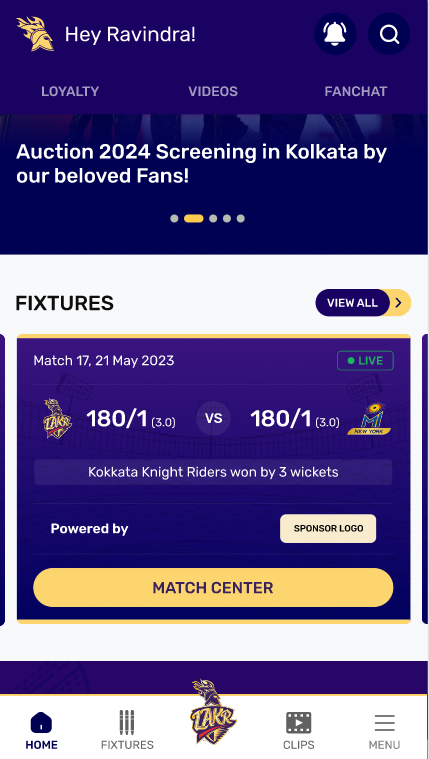 Hey Ravindra!
LOYALTY VIDEOS FANCHAT
Auction 2024 Screening in Kolkata by
our beloved Fans!
FIXTURES VIEW ALL
Match 17, 21 May 2023 LIVE
LAKR 180/1 (3.0) VS 180/1 (3.0) NEW YORK
Kokkata Knight Riders won by 3 wickets
Powered by SPONSOR LOGO
MATCH CENTER
LAKR
HOME FIXTURES CLIPS MENU